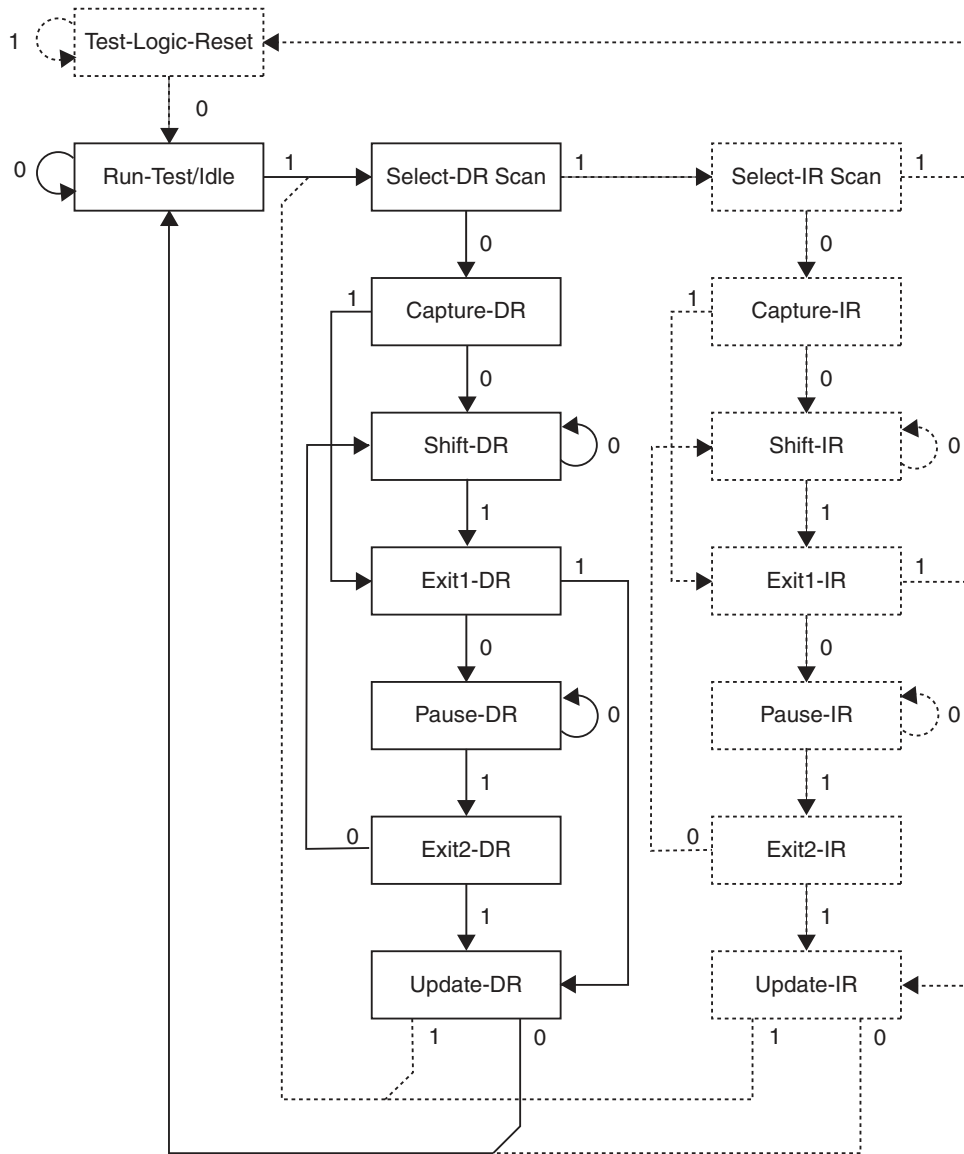 1
Test-Logic-Reset
0
0
Run-Test/Idle
1
Select-DR Scan
1
Select-IR Scan
1
0
0
1
Capture-DR
1
Capture-IR
0
0
Shift-DR
0
Shift-IR
0
1
1
Exit1-DR
1
Exit1-IR
1
0
0
Pause-DR
0
Pause-IR
0
1
1
0
Exit2-DR
0
Exit2-IR
1
1
Update-DR
Update-IR
1
0
1
0